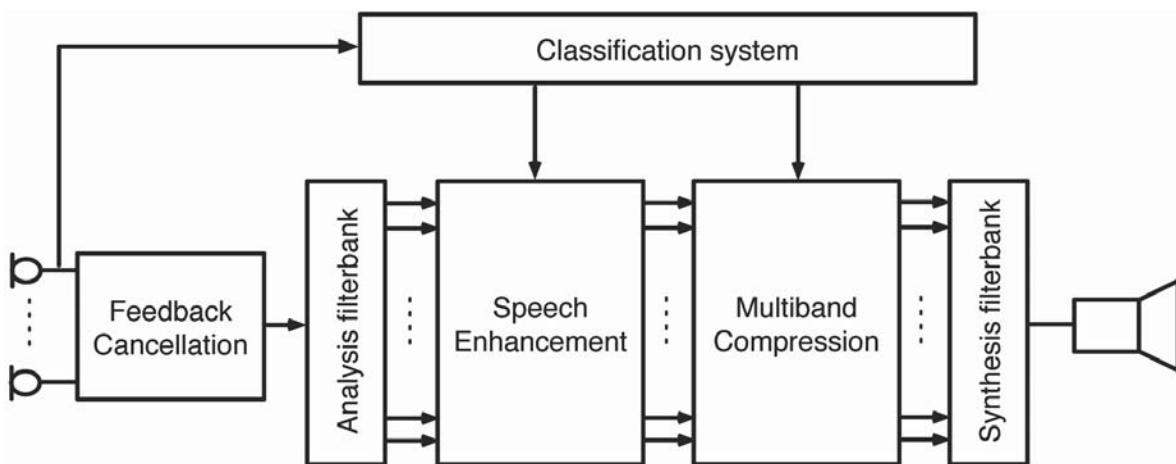 Classification system
Feedback
Cancellation
Analysis filterbank
Speech
Enhancement
Multiband
Compression
Synthesis filterbank